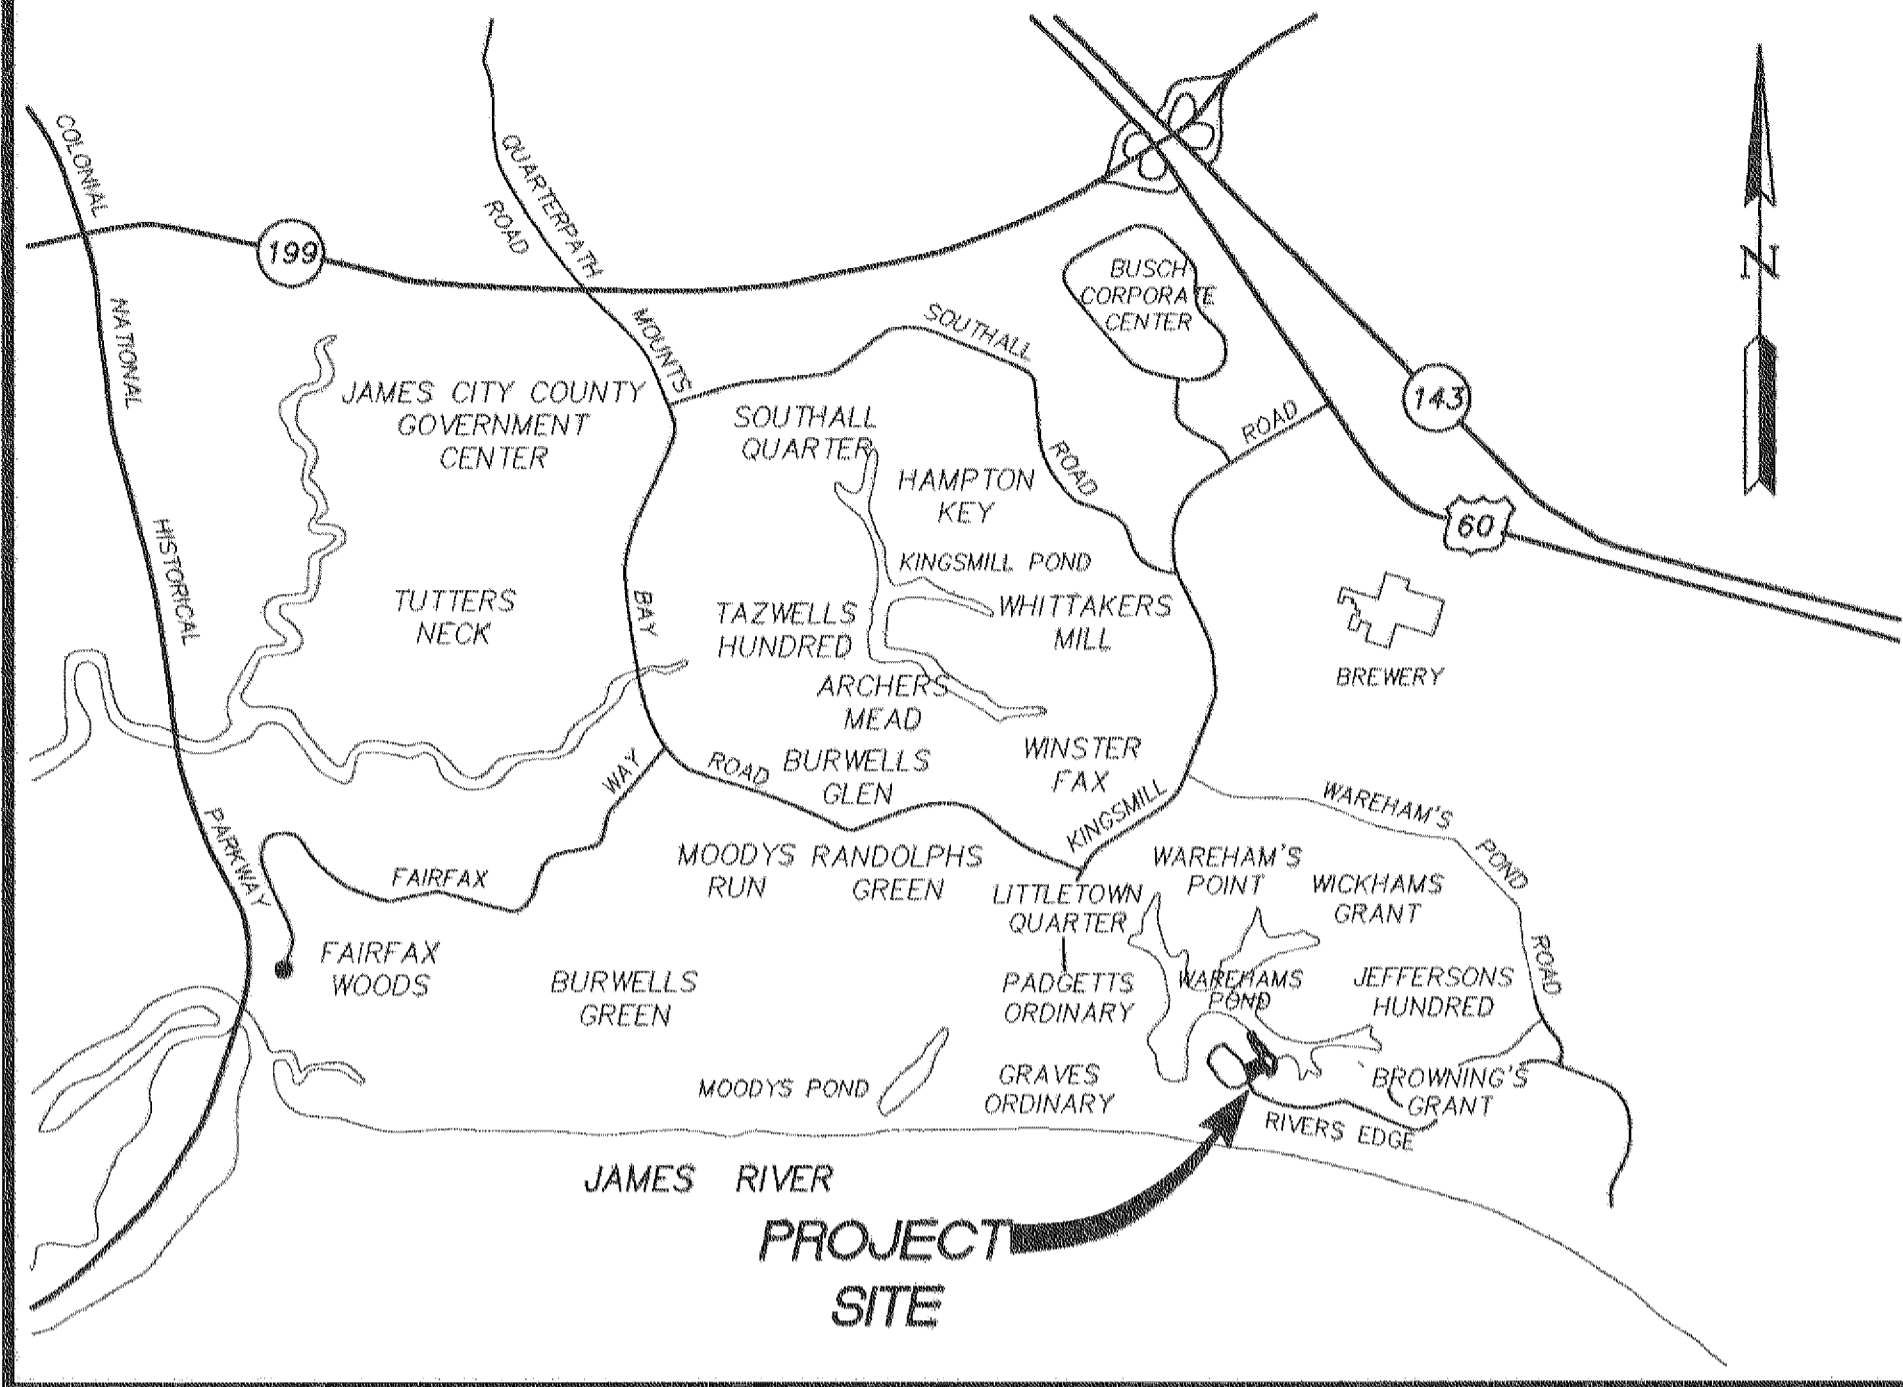 COLONIAL
NATIONAL
HISTORICAL
PARKWAY
199
QUARTERPATH
ROAD
MOUNTS
BAY
ROAD
SOUTHALL
ROAD
BUSCH
CORPORATE
CENTER
ROAD
143
60
N
JAMES CITY COUNTY
GOVERNMENT
CENTER
SOUTHALL
QUARTER
HAMPTON
KEY
KINGSMILL POND
TUTTERS
NECK
TAZWELLS
HUNDRED
WHITTAKERS
MILL
BREWERY
ARCHERS
MEAD
WINSTER
FAX
BURWELLS
GLEN
WAY
FAIRFAX
KINGSMILL
WAREHAM'S
POND
ROAD
MOODYS
RUN
RANDOLPHS
GREEN
LITTLETOWN
QUARTER
WAREHAM'S
POINT
WICKHAMS
GRANT
FAIRFAX
WOODS
BURWELLS
GREEN
PADGETTS
ORDINARY
WAREHAMS
POND
JEFFERSONS
HUNDRED
MOODYS POND
GRAVES
ORDINARY
BROWNING'S
GRANT
RIVERS EDGE
JAMES RIVER
PROJECT
SITE